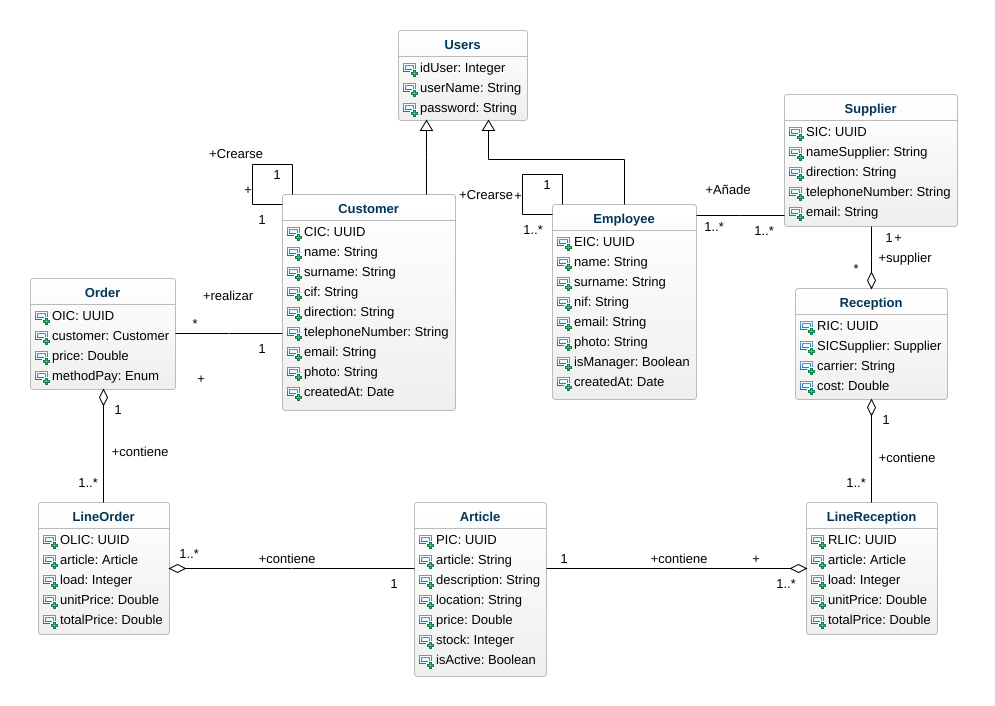 Users
idUser: Integer
userName: String
password: String
Supplier
SIC: UUID
nameSupplier: String
direction: String
telephoneNumber: String
email: String
+Crearse
1
+
1
Customer
CIC: UUID
name: String
surname: String
cif: String
direction: String
telephoneNumber: String
email: String
photo: String
createdAt: Date
+Crearse
+
1
1..*
Employee
EIC: UUID
name: String
surname: String
nif: String
email: String
photo: String
isManager: Boolean
createdAt: Date
+Añade
1..*
1..*
1
+
+supplier
*
Order
OIC: UUID
customer: Customer
price: Double
methodPay: Enum
+realizar
*
1
+
Reception
RIC: UUID
SICSupplier: Supplier
carrier: String
cost: Double
1
+contiene
1..*
1
+contiene
1..*
LineOrder
OLIC: UUID
article: Article
load: Integer
unitPrice: Double
totalPrice: Double
1..*
+contiene
1
Article
PIC: UUID
article: String
description: String
location: String
price: Double
stock: Integer
isActive: Boolean
1
+contiene
+
1..*
LineReception
RLIC: UUID
article: Article
load: Integer
unitPrice: Double
totalPrice: Double